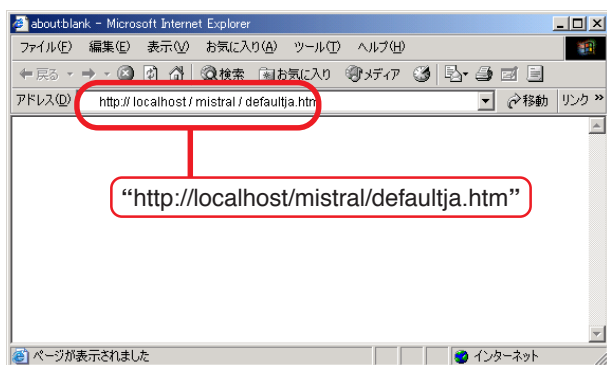 about:blank - Microsoft Internet Explorer
ファイル(F) 編集(E) 表示(V) お気に入り(A) ツール(T) ヘルプ(H)
戻る 検索 お気に入り メディア
アドレス(D) http:// localhost / mistral / defaultja.htm 移動 リンク »
“http://localhost/mistral/defaultja.htm”
ページが表示されました インターネット